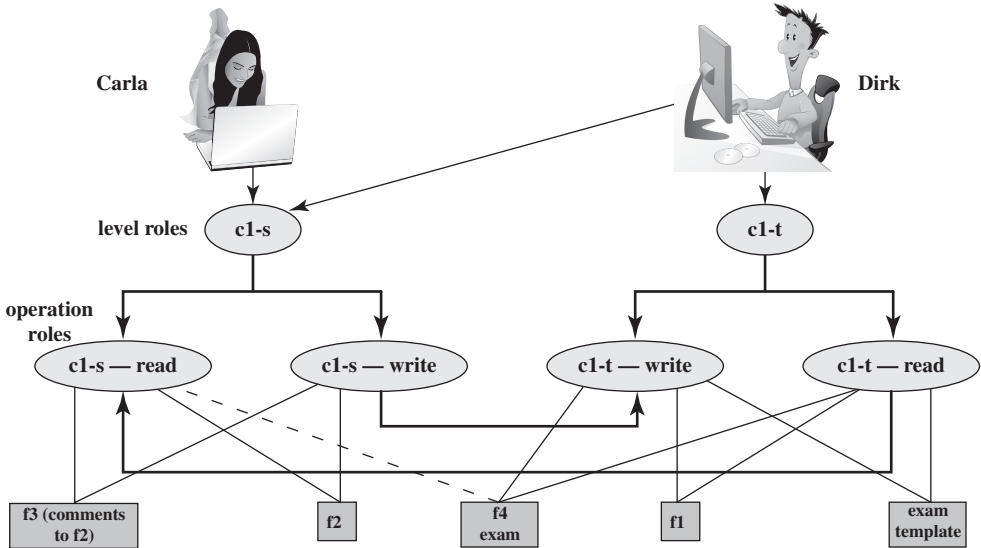 Carla
Dirk
level roles
c1-s
c1-t
operation
roles
c1-s — read
c1-s — write
c1-t — write
c1-t — read
f3 (comments
to f2)
f2
f4
exam
f1
exam
template